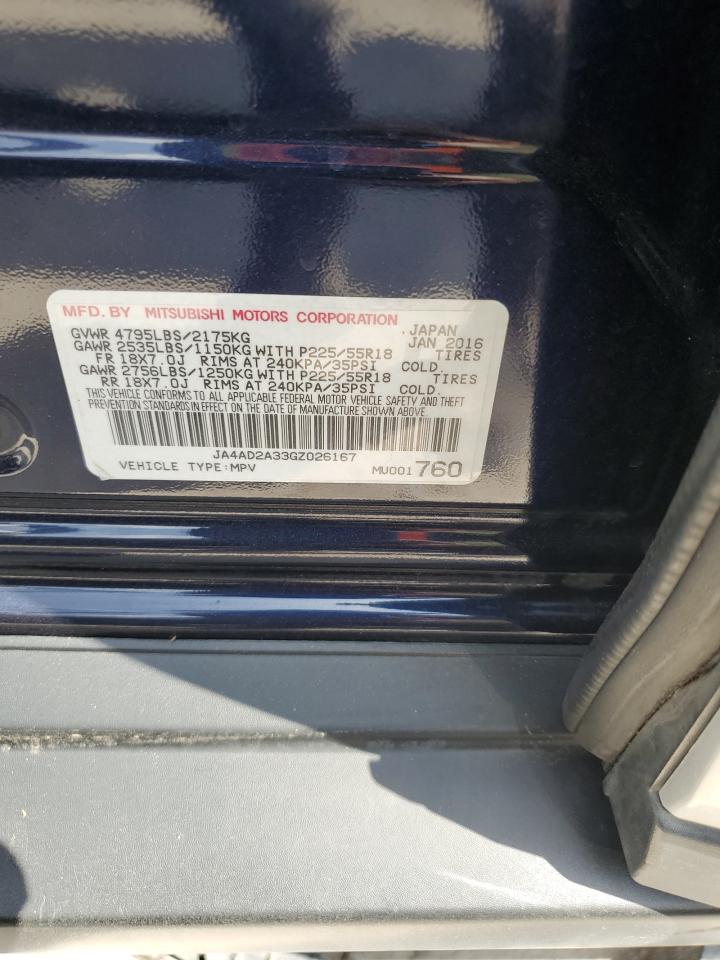 MFD. BY MITSUBISHI MOTORS CORPORATION JAPAN
GVWR 4795LBS/2175KG JAN 2016
GAWR 2535LBS/1150KG WITH P225/55R18 TIRES
FR 18X7.0J RIMS AT 240KPA/35PSI COLD.
GAWR 2756LBS/1250KG WITH P225/55R18 TIRES
RR 18X7.0J RIMS AT 240KPA/35PSI COLD.
THIS VEHICLE CONFORMS TO ALL APPLICABLE FEDERAL MOTOR VEHICLE SAFETY AND
THEFT PREVENTION STANDARDS IN EFFECT ON THE DATE OF MANUFACTURE SHOWN ABOVE.
JA4AD2A33GZ026167
VEHICLE TYPE:MPV MU001760